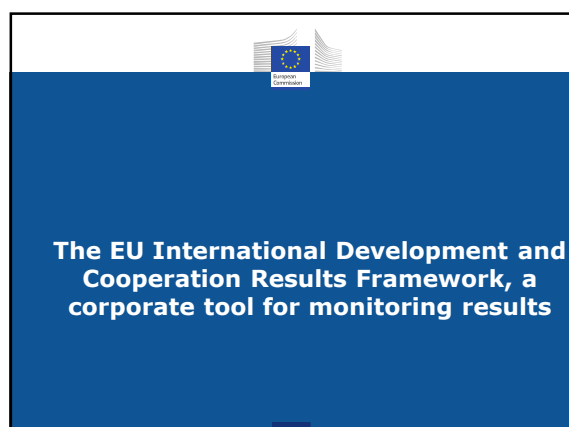 European
Commission
The EU International Development and
Cooperation Results Framework, a
corporate tool for monitoring results